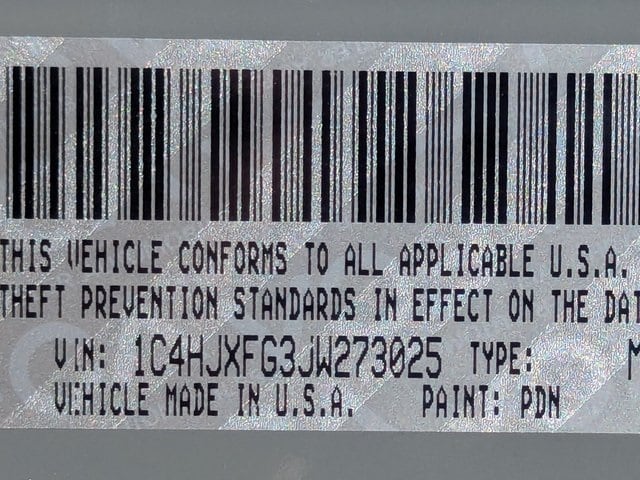 THIS VEHICLE CONFORMS TO ALL APPLICABLE U.S.A.
THEFT PREVENTION STANDARDS IN EFFECT ON THE DAT
VIN: 1C4HJXFG3JW273025 TYPE: M
VEHICLE MADE IN U.S.A. PAINT: PDN